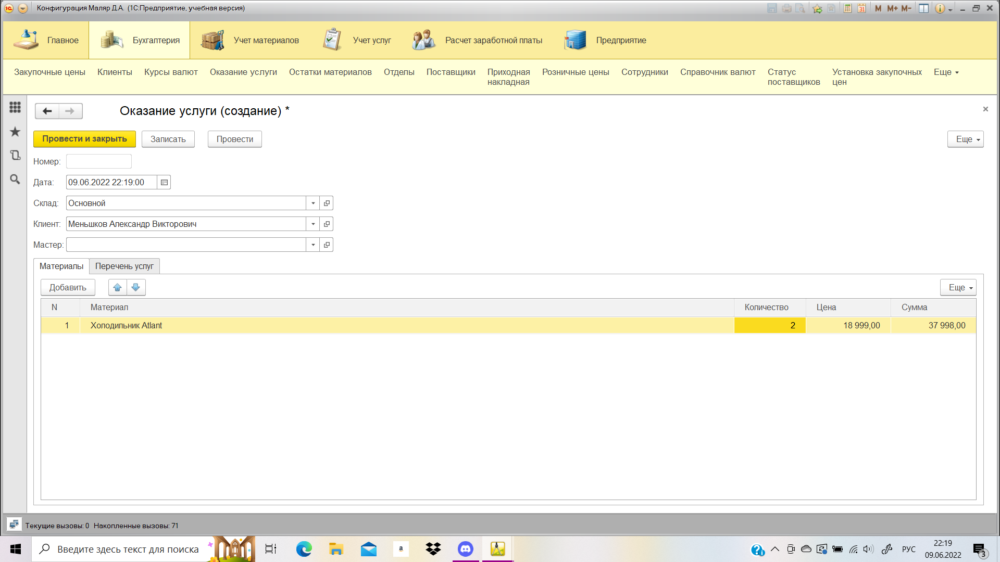 Конфигурация Маляр Д.А. (1С:Предприятие, учебная версия)
M M+ M-
Главное
Бухгалтерия
Учет материалов
Учет услуг
Расчет заработной платы
Предприятие
Закупочные цены
Клиенты
Курсы валют
Оказание услуги
Остатки материалов
Отделы
Поставщики
Приходная
накладная
Розничные цены
Сотрудники
Справочник валют
Статус
поставщиков
Установка закупочных
цен
Еще
Оказание услуги (создание) *
Провести и закрыть
Записать
Провести
Еще
Номер:
Дата: 09.06.2022 22:19:00
Склад: Основной
Клиент: Меньшков Александр Викторович
Мастер:
Материалы
Перечень услуг
Добавить
Еще
N Материал Количество Цена Сумма
1 Холодильник Atlant 2 18 999,00 37 998,00
Текущие вызовы: 0 Накопленные вызовы: 71
Введите здесь текст для поиска
a
РУС
22:19
09.06.2022
3